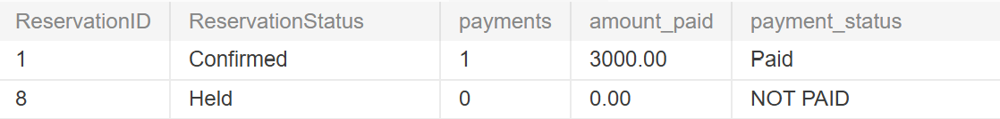 ReservationID ReservationStatus payments amount_paid payment_status
1 Confirmed 1 3000.00 Paid
8 Held 0 0.00 NOT PAID